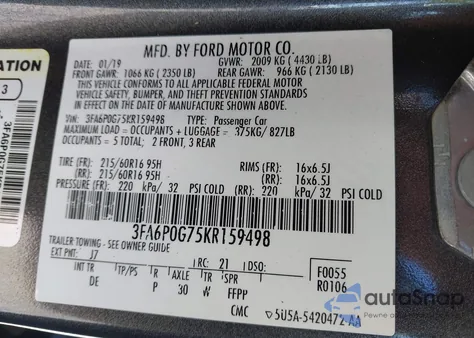 MFD. BY FORD MOTOR CO.
DATE: 01/19 GVWR: 2009 KG ( 4430 LB)
FRONT GAWR: 1066 KG ( 2350 LB) REAR GAWR: 966 KG ( 2130 LB)
THIS VEHICLE CONFORMS TO ALL APPLICABLE FEDERAL MOTOR
VEHICLE SAFETY, BUMPER, AND THEFT PREVENTION STANDARDS
IN EFFECT ON THE DATE OF MANUFACTURE SHOWN ABOVE.
VIN: 3FA6P0G75KR159498 TYPE: Passenger Car
MAXIMUM LOAD = OCCUPANTS + LUGGAGE = 375KG/ 827LB
OCCUPANTS = 5 TOTAL: 2 FRONT, 3 REAR
TIRE (FR): 215/60R16 95H RIMS (FR) 16x6.5J
(RR): 215/60R16 95H (RR): 16x6.5J
PRESSURE (FR): 220 kPa/ 32 PSI COLD (RR): 220 kPa/ 32 PSI COLD
3FA6P0G75KR159498
TRAILER TOWING - SEE OWNER GUIDE
EXT PNT: J7 RC: 21 DSO: F0055
INT TR TP/PS R AXLE TR SPR R0106
DE P 30 W FFPP
CMC 5U5A-5420472-AA
ATION
3
autoSnap